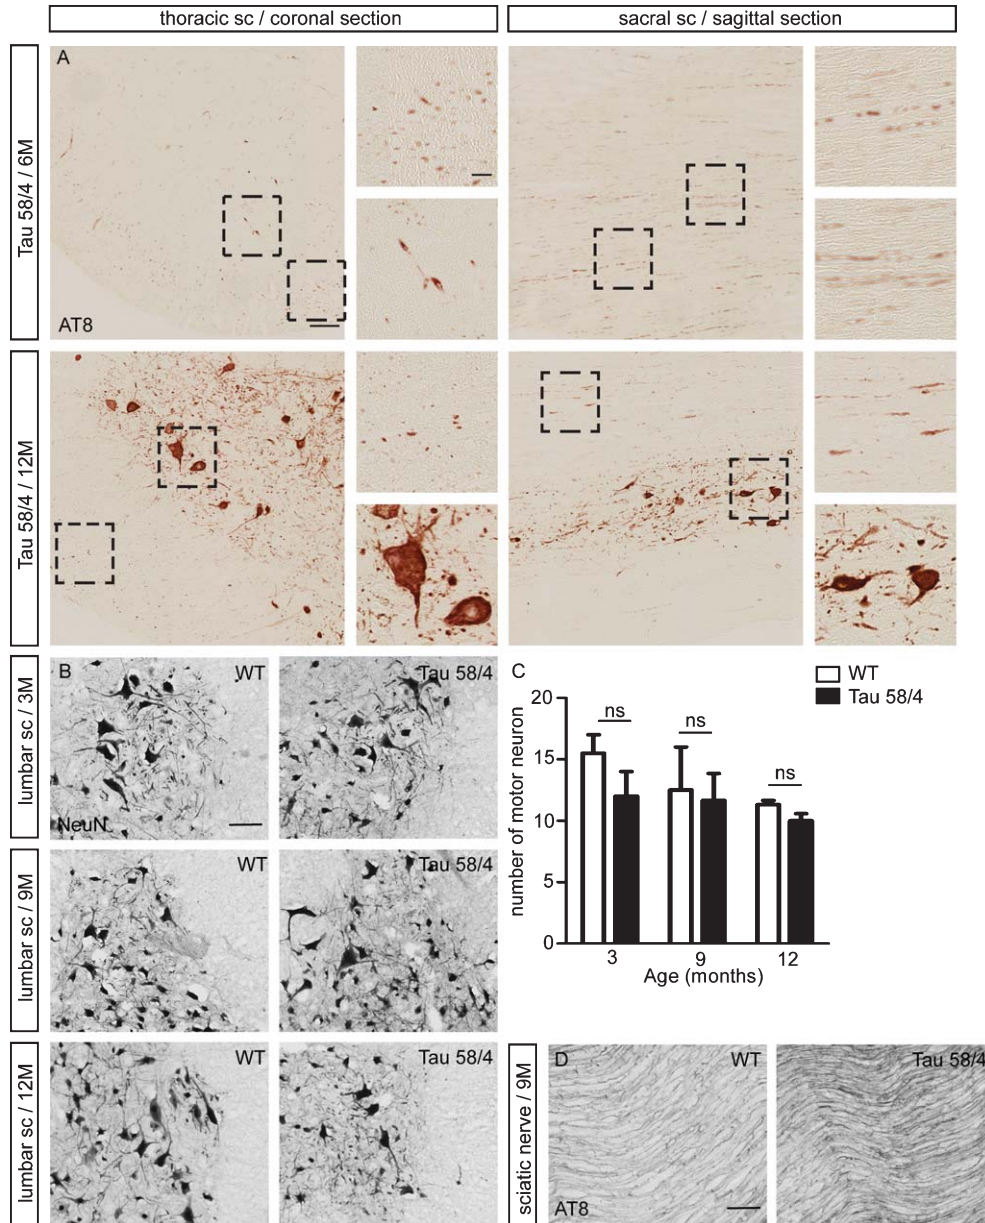 thoracic sc / coronal section
sacral sc / sagittal section
Tau 58/4 / 6M
A
AT8
Tau 58/4 / 12M
lumbar sc / 3M
B
WT
NeuN
Tau 58/4
lumbar sc / 9M
WT
Tau 58/4
lumbar sc / 12M
WT
Tau 58/4
C
WT
Tau 58/4
number of motor neuron
20
15
10
5
0
ns
ns
ns
3
9
12
Age (months)
sciatic nerve / 9M
D
WT
AT8
Tau 58/4